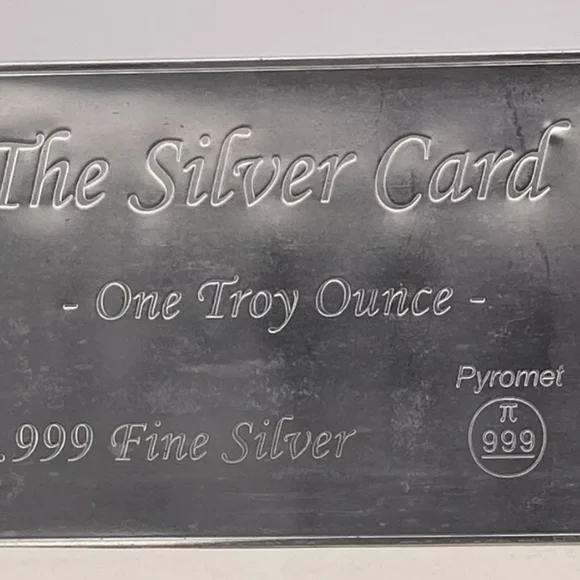 The Silver Card
- One Troy Ounce -
Pyromet
π
999
.999 Fine Silver